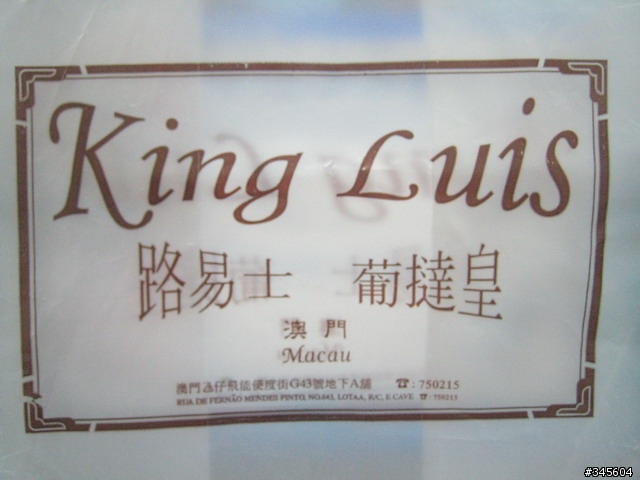 King Luis
路易士 葡撻皇
澳門
Macau
澳門氹仔飛能便度街G43號地下A舖 ☎:750215
RUA DE FERNÃO MENDES PINTO, NO.643, LOTAA, R/C, E CAVE ☎:750215
#345604